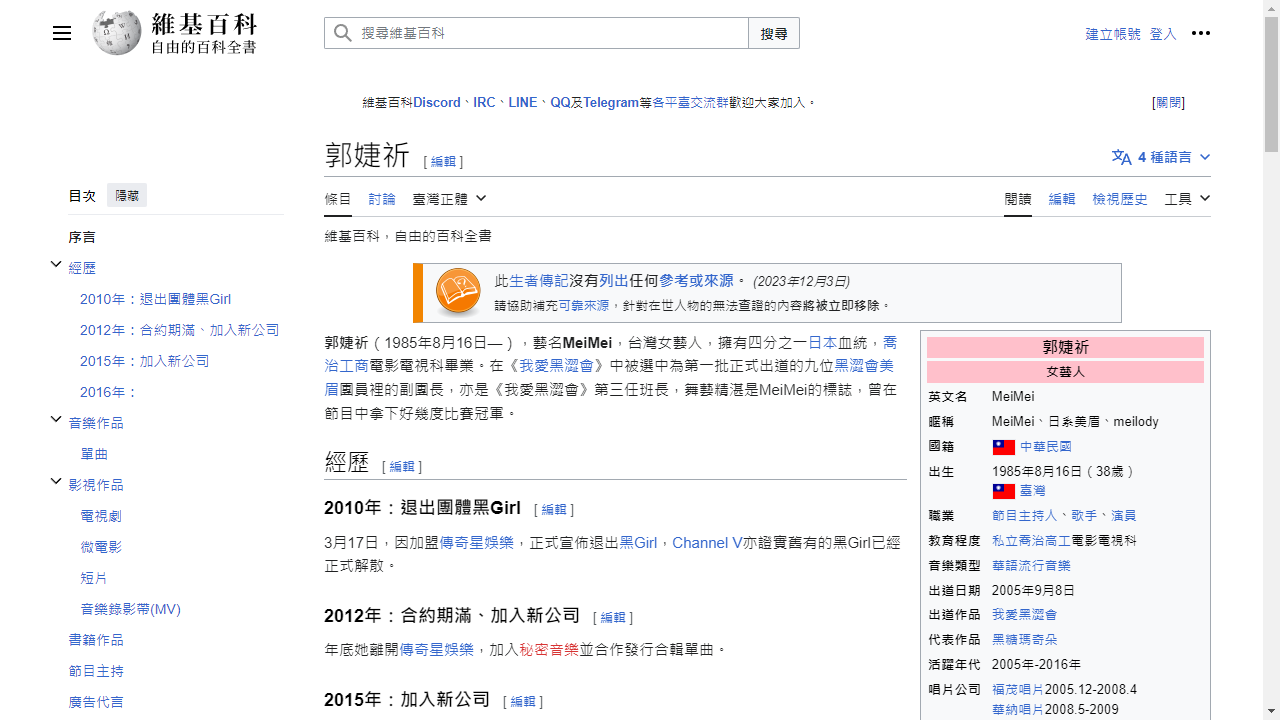 維基百科
自由的百科全書
搜尋維基百科
搜尋
建立帳號 登入
維基百科Discord、IRC、LINE、QQ及Telegram等各平臺交流群歡迎大家加入。
[關閉]
郭婕祈 [編輯]
4 種語言
目次 隱藏
序言
經歷
2010年：退出團體黑Girl
2012年：合約期滿、加入新公司
2015年：加入新公司
2016年：
音樂作品
單曲
影視作品
電視劇
微電影
短片
音樂錄影帶(MV)
書籍作品
節目主持
廣告代言
條目 討論 臺灣正體
閱讀 編輯 檢視歷史 工具
維基百科，自由的百科全書
此生者傳記沒有列出任何參考或來源。 (2023年12月3日)
請協助補充可靠來源，針對在世人物的無法查證的內容將被立即移除。
郭婕祈（1985年8月16日—），藝名MeiMei，台灣女藝人，擁有四分之一日本血統，喬
治工商電影電視科畢業。在《我愛黑澀會》中被選中為第一批正式出道的九位黑澀會美
眉團員裡的副團長，亦是《我愛黑澀會》第三任班長，舞藝精湛是MeiMei的標誌，曾在
節目中拿下好幾度比賽冠軍。
經歷 [編輯]
2010年：退出團體黑Girl [編輯]
3月17日，因加盟傳奇星娛樂，正式宣佈退出黑Girl，Channel V亦證實舊有的黑Girl已經
正式解散。
2012年：合約期滿、加入新公司 [編輯]
年底她離開傳奇星娛樂，加入秘密音樂並合作發行合輯單曲。
2015年：加入新公司 [編輯]
郭婕祈
女藝人
英文名 MeiMei
暱稱 MeiMei、日系美眉、meilody
國籍 中華民國
出生 1985年8月16日（38歲）
臺灣
職業 節目主持人、歌手、演員
教育程度 私立喬治高工電影電視科
音樂類型 華語流行音樂
出道日期 2005年9月8日
出道作品 我愛黑澀會
代表作品 黑糖瑪奇朵
活躍年代 2005年-2016年
唱片公司 福茂唱片2005.12-2008.4
華納唱片2008.5-2009